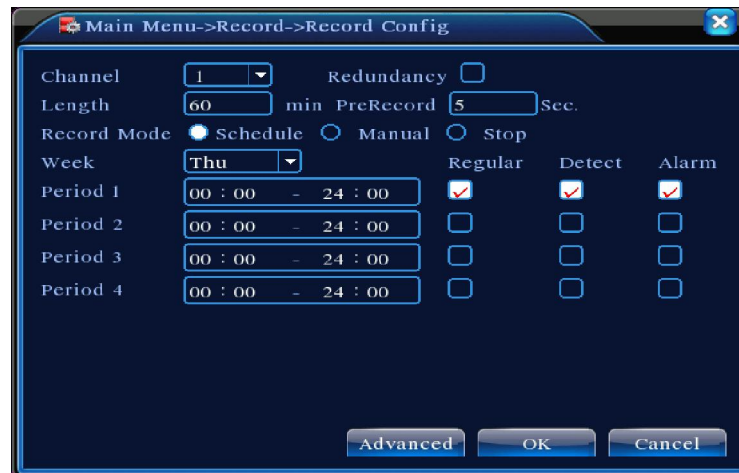 Main Menu->Record->Record Config
Channel 1 Redundancy
Length 60 min PreRecord 5 Sec.
Record Mode Schedule Manual Stop
Week Thu Regular Detect Alarm
Period 1 00 : 00 - 24 : 00
Period 2 00 : 00 - 24 : 00
Period 3 00 : 00 - 24 : 00
Period 4 00 : 00 - 24 : 00
Advanced OK Cancel